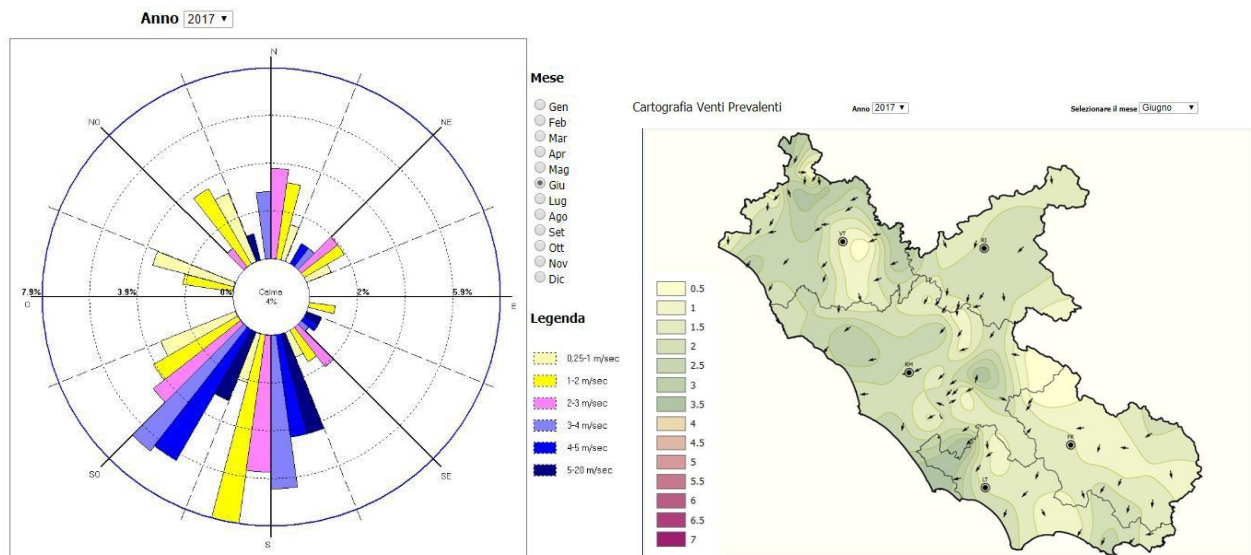 Anno 2017
N
NO
NE
7.9%
3.9%
0%
Calma
4%
2%
5.9%
O
E
SO
SE
S
Mese
Gen
Feb
Mar
Apr
Mag
Giu
Lug
Ago
Set
Ott
Nov
Dic
Legenda
0,25-1 m/sec
1-2 m/sec
2-3 m/sec
3-4 m/sec
4-5 m/sec
5-20 m/sec
Cartografia Venti Prevalenti
Anno 2017
Selezionare il mese Giugno
VT
RI
RM
FR
LT
0.5
1
1.5
2
2.5
3
3.5
4
4.5
5
5.5
6
6.5
7